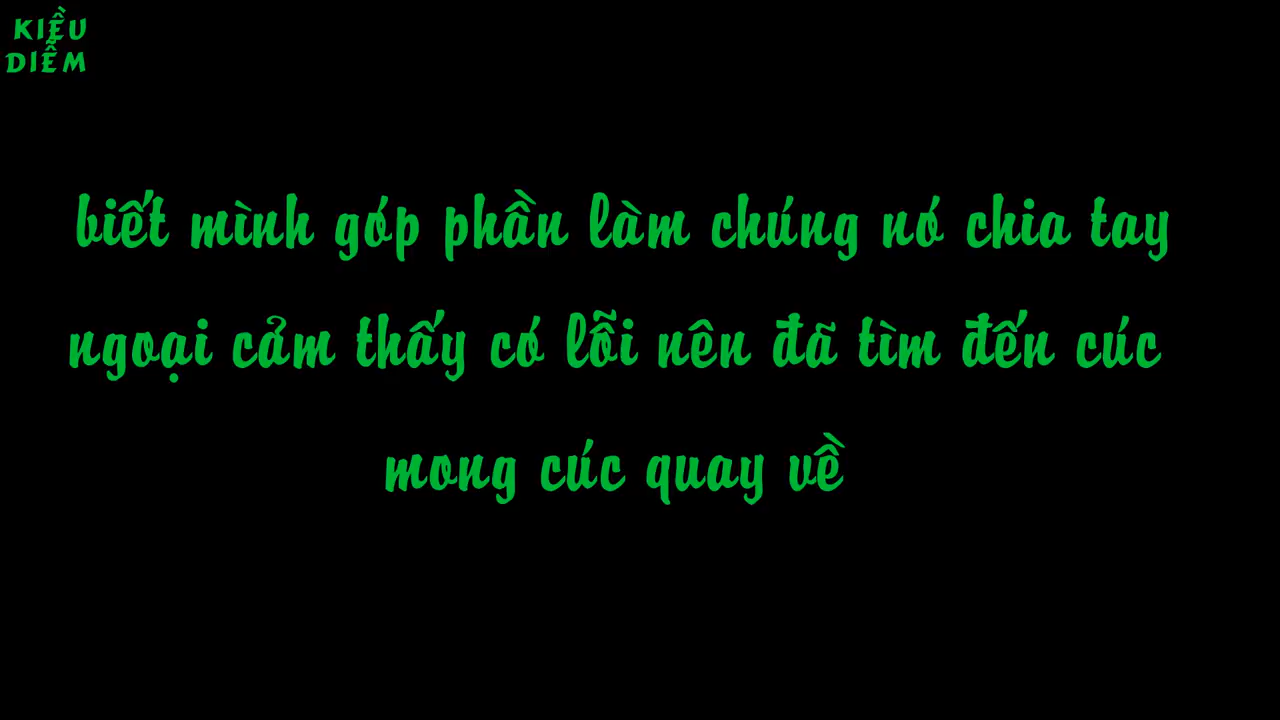 KIỀU
DIỄM
biết mình góp phần làm chúng nó chia tay
ngoại cảm thấy có lỗi nên đã tìm đến cúc
mong cúc quay về